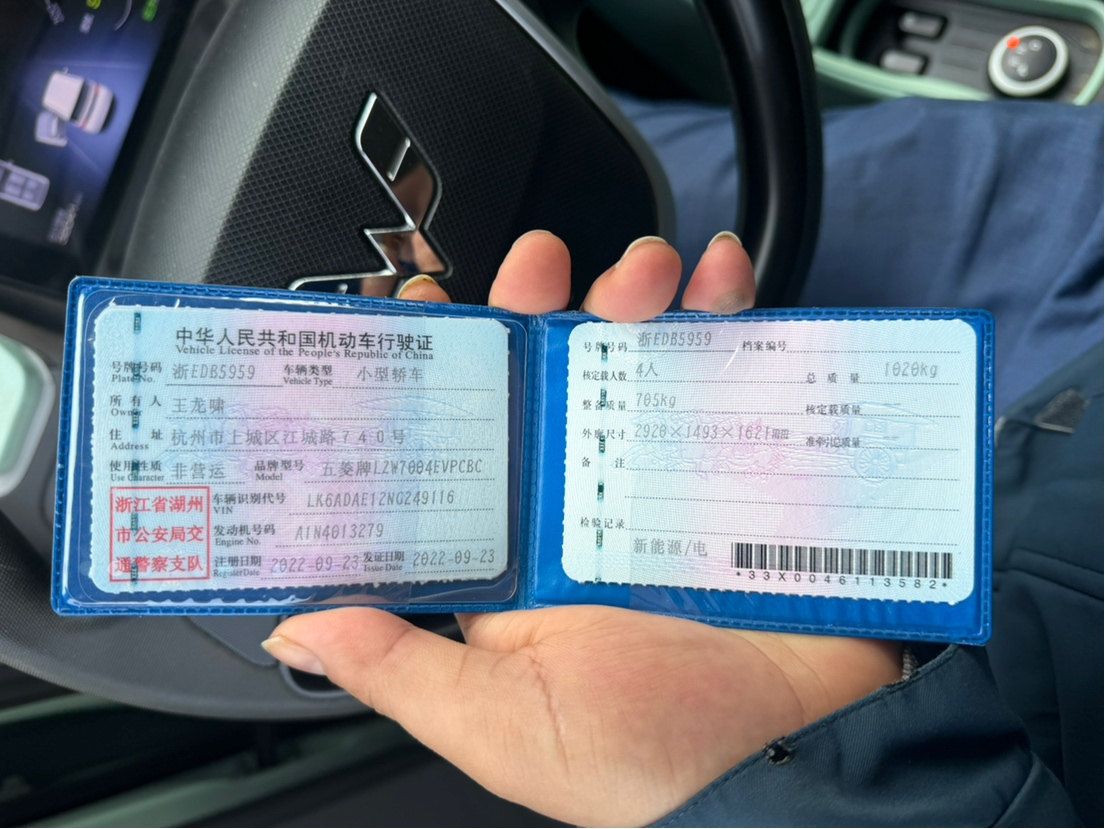 中华人民共和国机动车行驶证
Vehicle License of the People's Republic of China
号牌号码 浙EDB5959 车辆类型 小型轿车
Plate No. Vehicle Type
所有人 王龙啸
Owner
住址 杭州市上城区江城路740号
Address
使用性质 非营运 品牌型号 五菱牌LZW7004EVPCBC
Use Character Model
浙江省湖州
市公安局交
通警察支队
车辆识别代号 LK6ADAE12NG249116
VIN
发动机号码 A1N4013279
Engine No.
注册日期 2022-09-23 发证日期 2022-09-23
Register Date Issue Date
号牌号码 浙EDB5959 档案编号
核定载人数 4人 总质量 1020kg
整备质量 705kg 核定载质量
外廓尺寸 2920×1493×1621mm 准牵引总质量
备注
检验记录
新能源/电
*33X0046113582*